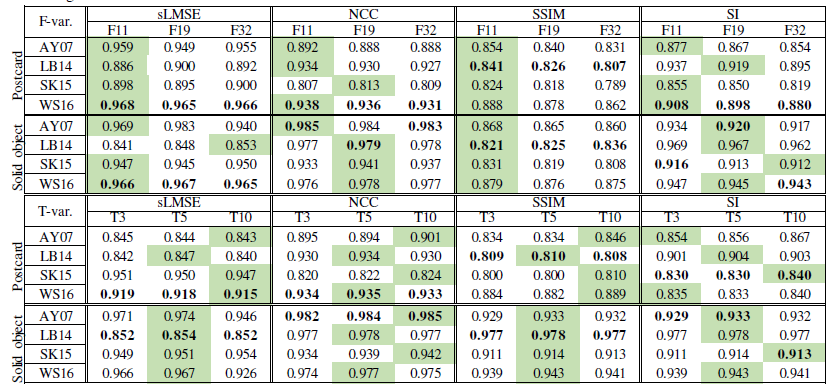 F-var. sLMSE NCC SSIM SI
F11 F19 F32 F11 F19 F32 F11 F19 F32 F11 F19 F32
Postcard
AY07 0.959 0.949 0.955 0.892 0.888 0.888 0.854 0.840 0.831 0.877 0.867 0.854
LB14 0.886 0.900 0.892 0.934 0.930 0.927 0.841 0.826 0.807 0.937 0.919 0.895
SK15 0.898 0.895 0.900 0.807 0.813 0.809 0.824 0.818 0.789 0.855 0.850 0.819
WS16 0.968 0.965 0.966 0.938 0.936 0.931 0.888 0.878 0.862 0.908 0.898 0.880
Solid object
AY07 0.969 0.983 0.940 0.985 0.984 0.983 0.868 0.865 0.860 0.934 0.920 0.917
LB14 0.841 0.848 0.853 0.977 0.979 0.978 0.821 0.825 0.836 0.969 0.967 0.962
SK15 0.947 0.945 0.950 0.933 0.941 0.937 0.831 0.819 0.808 0.916 0.913 0.912
WS16 0.966 0.967 0.965 0.976 0.978 0.977 0.879 0.876 0.875 0.947 0.945 0.943
T-var. sLMSE NCC SSIM SI
T3 T5 T10 T3 T5 T10 T3 T5 T10 T3 T5 T10
Postcard
AY07 0.845 0.844 0.843 0.895 0.894 0.901 0.834 0.834 0.846 0.854 0.856 0.867
LB14 0.842 0.847 0.840 0.930 0.934 0.930 0.809 0.810 0.808 0.901 0.904 0.903
SK15 0.951 0.950 0.947 0.820 0.822 0.824 0.800 0.800 0.810 0.830 0.830 0.840
WS16 0.919 0.918 0.915 0.934 0.935 0.933 0.884 0.882 0.889 0.835 0.833 0.840
Solid object
AY07 0.971 0.974 0.946 0.982 0.984 0.985 0.929 0.933 0.932 0.929 0.933 0.932
LB14 0.852 0.854 0.852 0.977 0.978 0.977 0.977 0.978 0.977 0.977 0.978 0.977
SK15 0.949 0.951 0.954 0.934 0.939 0.942 0.911 0.914 0.913 0.911 0.914 0.913
WS16 0.966 0.967 0.926 0.974 0.977 0.975 0.939 0.943 0.941 0.939 0.943 0.941